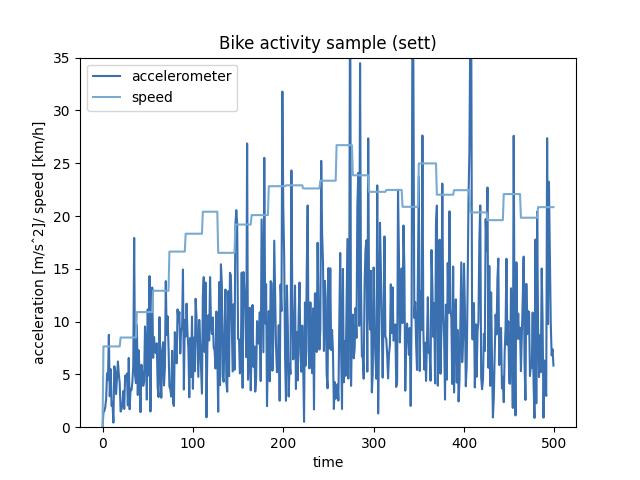 Bike activity sample (sett)
accelerometer
speed
acceleration [m/s^2]/ speed [km/h]
35
30
25
20
15
10
5
0
0 100 200 300 400 500
time